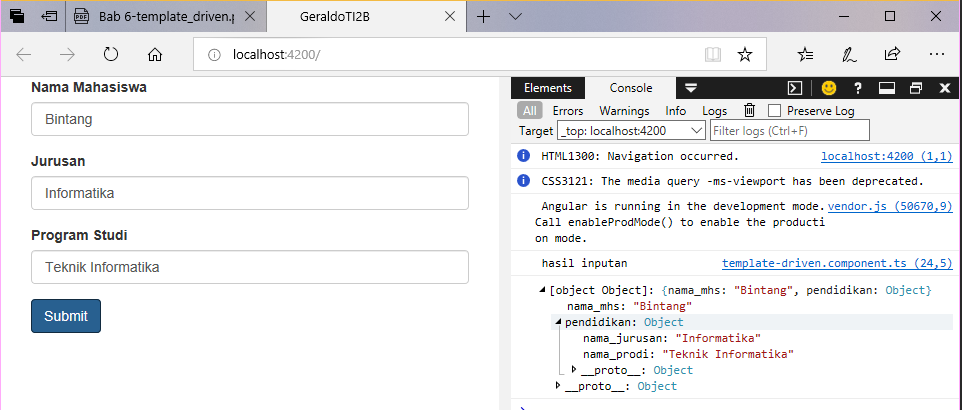 Bab 6-template_driven.p
GeraldoTI2B
localhost:4200/
Nama Mahasiswa
Bintang
Jurusan
Informatika
Program Studi
Teknik Informatika
Submit
Elements Console
All Errors Warnings Info Logs Preserve Log
Target _top: localhost:4200 Filter logs (Ctrl+F)
HTML1300: Navigation occurred. localhost:4200 (1,1)
CSS3121: The media query -ms-viewport has been deprecated.
Angular is running in the development mode. vendor.js (50670,9)
Call enableProdMode() to enable the producti
on mode.
hasil inputan template-driven.component.ts (24,5)
[object Object]: {nama_mhs: "Bintang", pendidikan: Object}
nama_mhs: "Bintang"
pendidikan: Object
nama_jurusan: "Informatika"
nama_prodi: "Teknik Informatika"
__proto__: Object
__proto__: Object